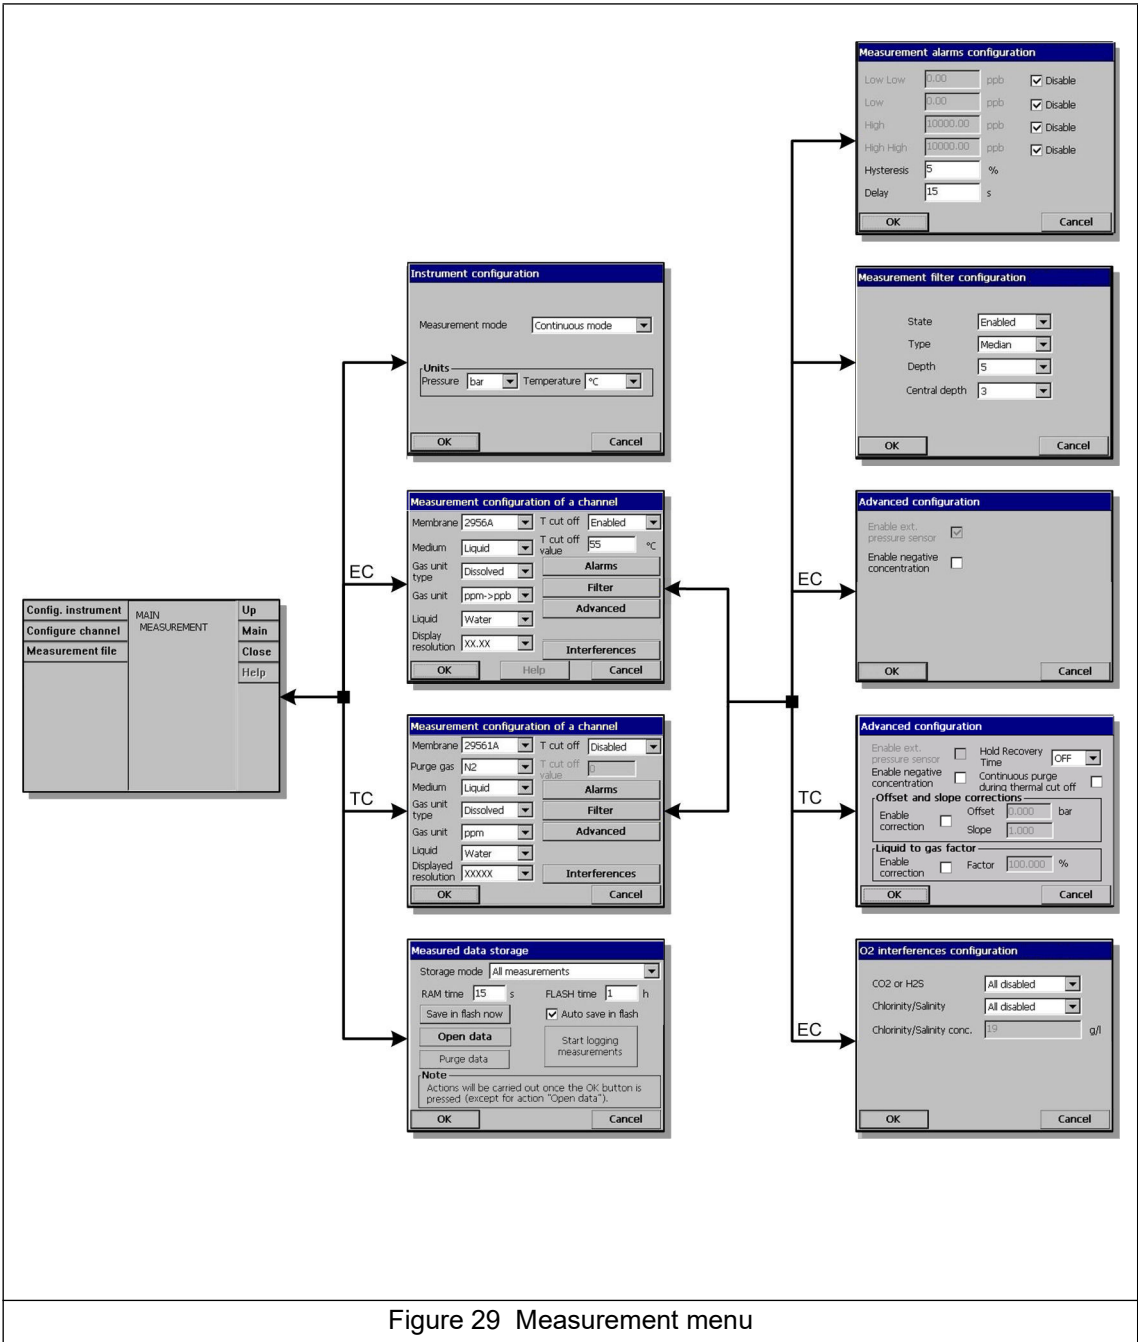 Config. instrument
Configure channel
Measurement file
MAIN
MEASUREMENT
Up
Main
Close
Help
Instrument configuration
Measurement mode Continuous mode
Units
Pressure bar Temperature °C
OK Cancel
EC
Measurement configuration of a channel
Membrane 2956A T cut off Enabled
Medium Liquid T cut off value 55 °C
Gas unit type Dissolved Alarms
Gas unit ppm->ppb Filter
Advanced
Liquid Water
Display resolution XX.XX Interferences
OK Help Cancel
TC
Measurement configuration of a channel
Membrane 29561A T cut off Disabled
Purge gas N2 T cut off value 0
Medium Liquid Alarms
Gas unit type Dissolved Filter
Gas unit ppm Advanced
Liquid Water
Displayed resolution XXXXX Interferences
OK Cancel
Measured data storage
Storage mode All measurements
RAM time 15 s FLASH time 1 h
Save in flash now Auto save in flash
Open data Start logging measurements
Purge data
Note
Actions will be carried out once the OK button is
pressed (except for action "Open data").
OK Cancel
Measurement alarms configuration
Low Low 0.00 ppb Disable
Low 0.00 ppb Disable
High 10000.00 ppb Disable
High High 10000.00 ppb Disable
Hysteresis 5 %
Delay 15 s
OK Cancel
Measurement filter configuration
State Enabled
Type Median
Depth 5
Central depth 3
OK Cancel
EC
Advanced configuration
Enable ext.
pressure sensor
Enable negative
concentration
OK Cancel
TC
Advanced configuration
Enable ext. pressure sensor Hold Recovery Time OFF
Enable negative concentration Continuous purge during thermal cut off
Offset and slope corrections
Enable correction Offset 0.000 bar
Slope 1.000
Liquid to gas factor
Enable correction Factor 100.000 %
OK Cancel
EC
O2 interferences configuration
CO2 or H2S All disabled
Chlorinity/Salinity All disabled
Chlorinity/Salinity conc. 19 g/l
OK Cancel
Figure 29 Measurement menu